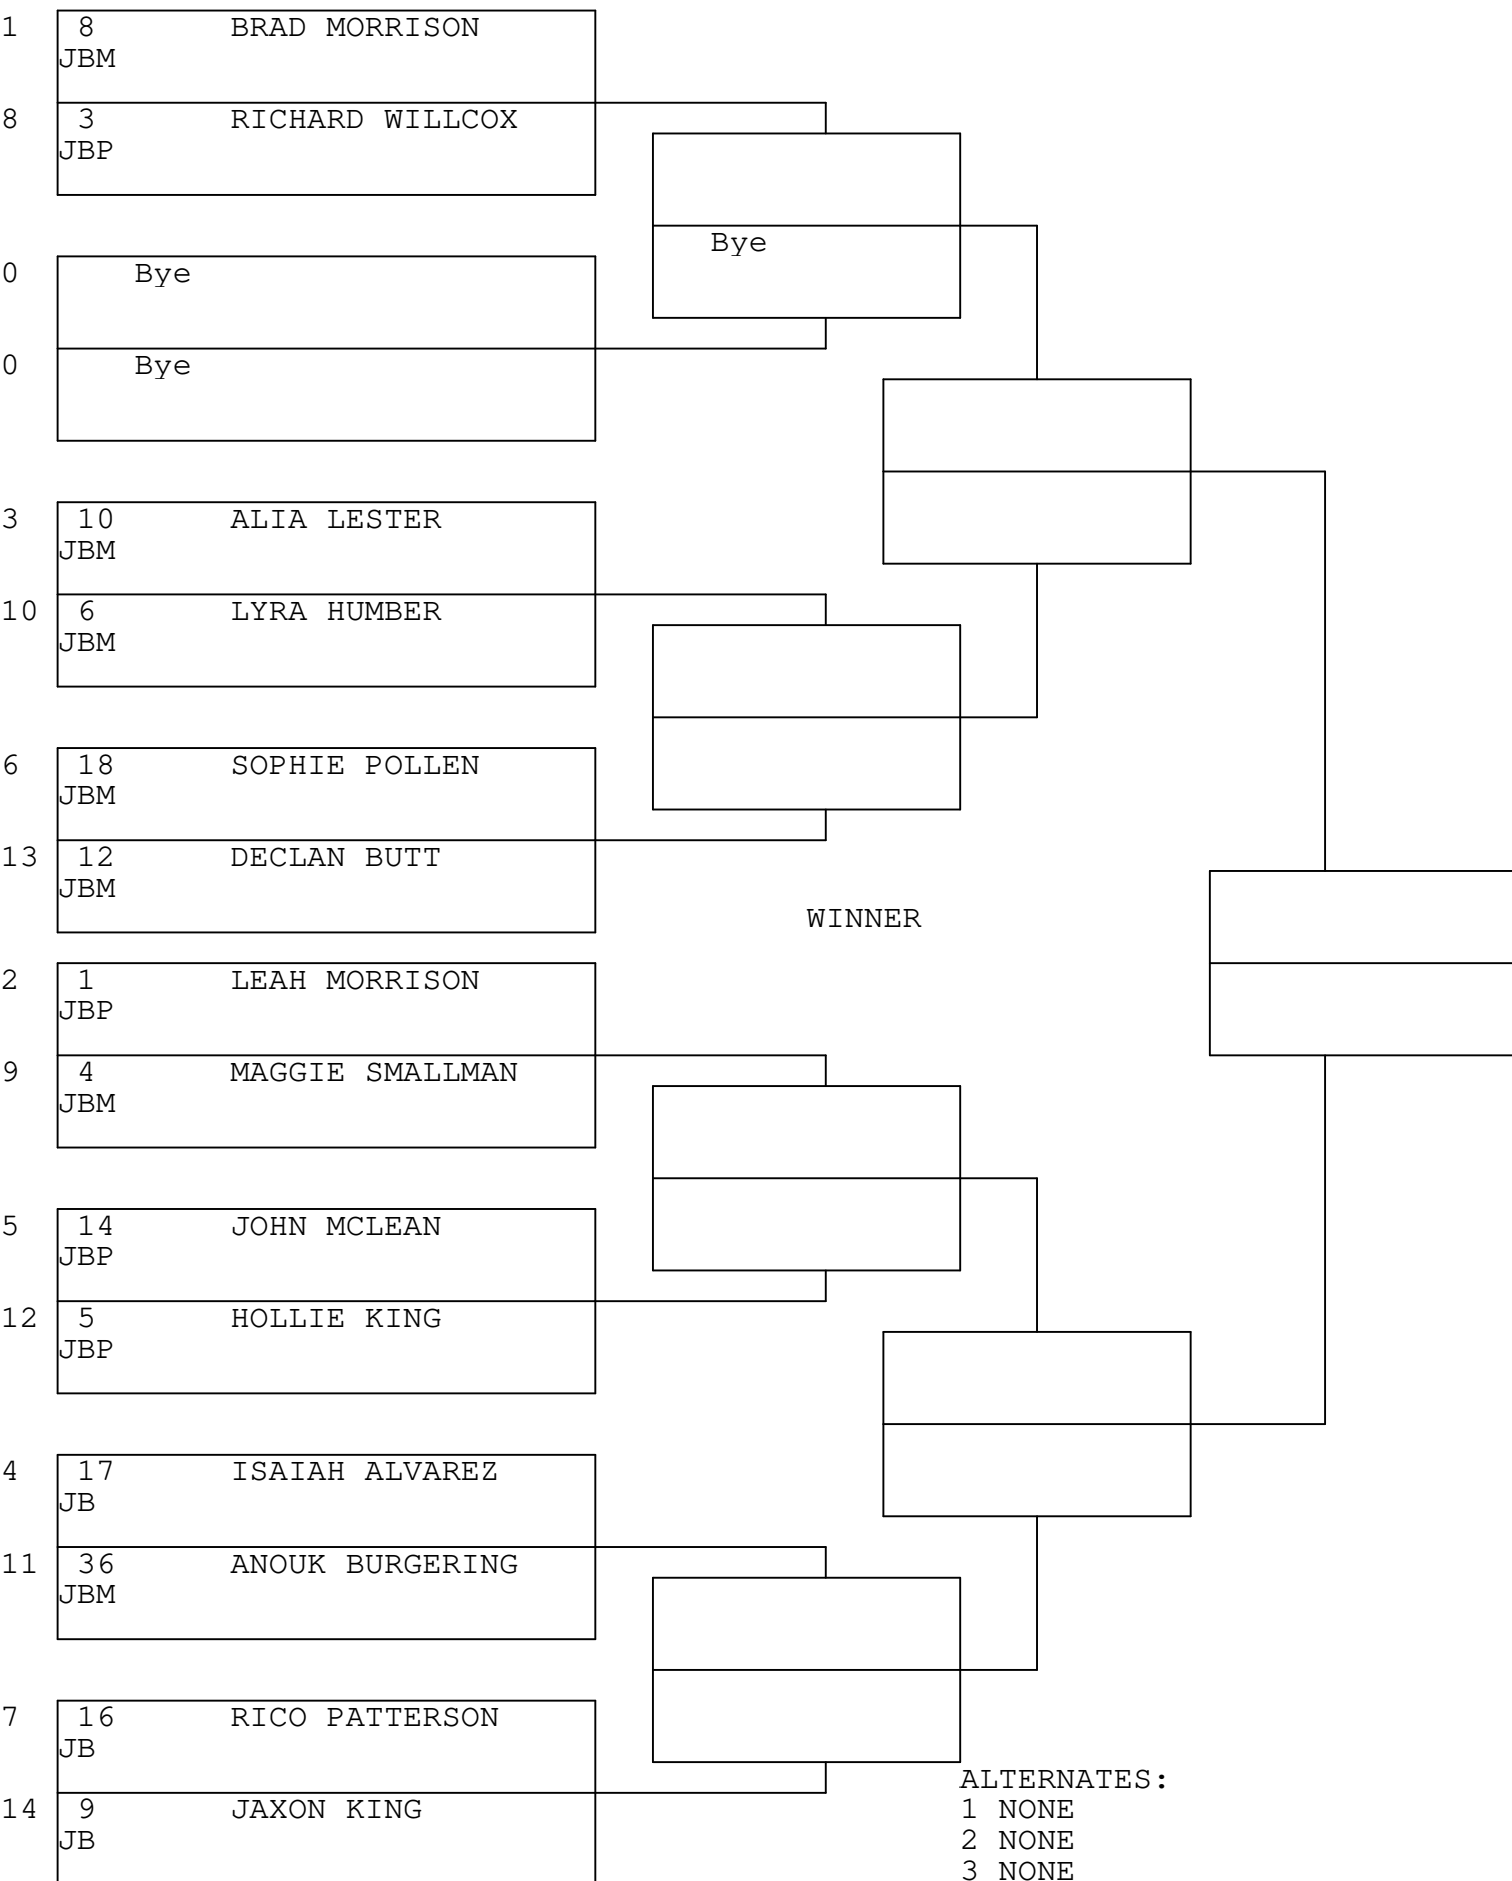 1 8 BRAD MORRISON
JBM
8 3 RICHARD WILLCOX
JBP
Bye
0 Bye
0 Bye
3 10 ALIA LESTER
JBM
10 6 LYRA HUMBER
JBM
6 18 SOPHIE POLLEN
JBM
13 12 DECLAN BUTT
JBM
WINNER
2 1 LEAH MORRISON
JBP
9 4 MAGGIE SMALLMAN
JBM
5 14 JOHN MCLEAN
JBP
12 5 HOLLIE KING
JBP
4 17 ISAIAH ALVAREZ
JB
11 36 ANOUK BURGERING
JBM
7 16 RICO PATTERSON
JB
14 9 JAXON KING
JB
ALTERNATES:
1 NONE
2 NONE
3 NONE